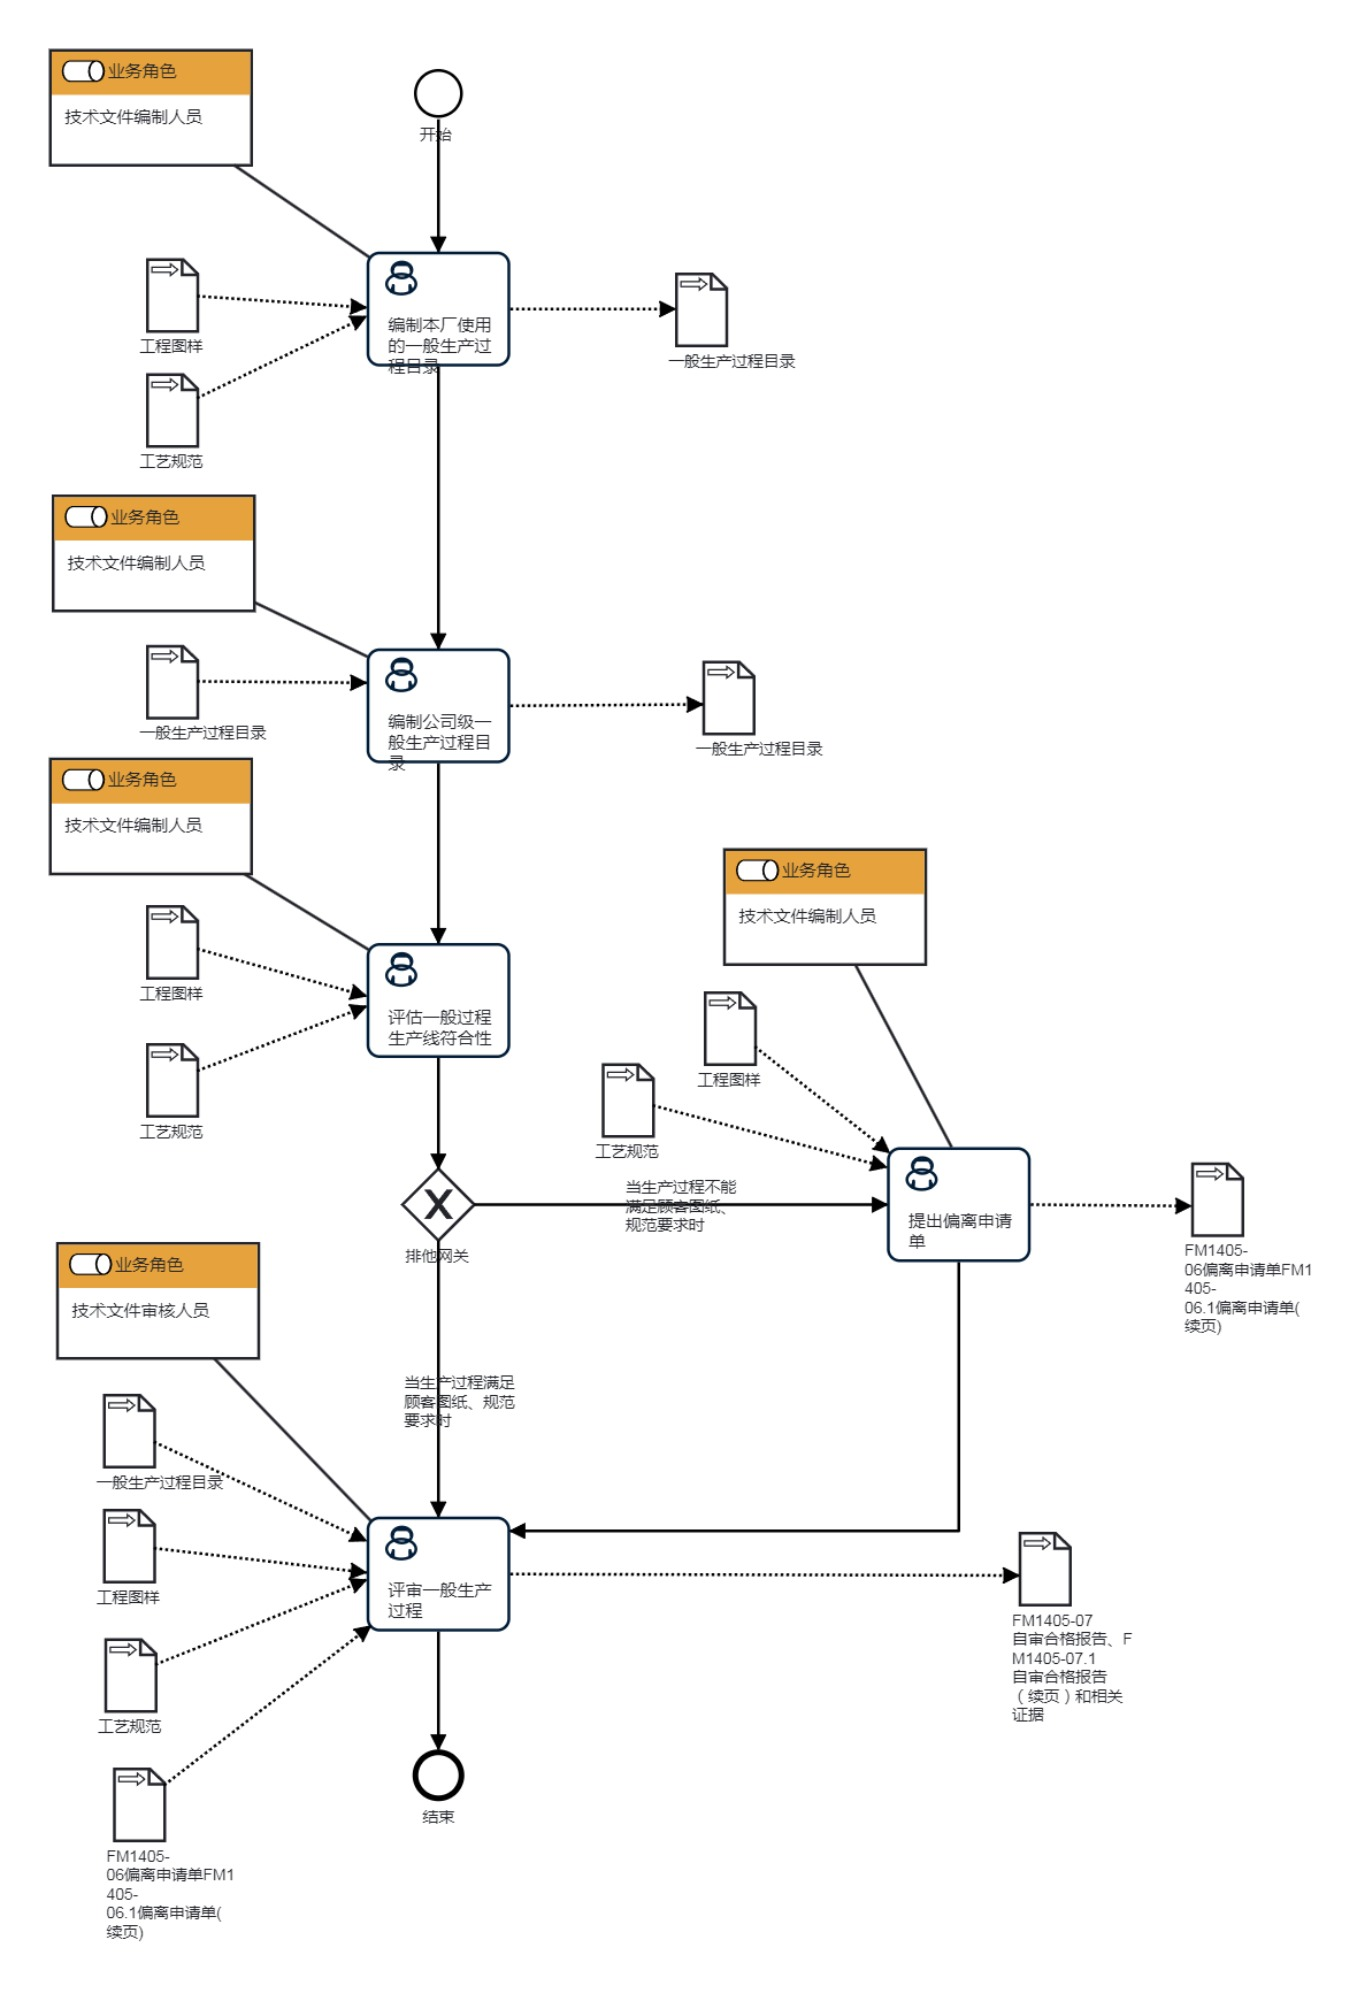 业务角色
技术文件编制人员
开始
编制本厂使用
的一般生产过
程目录
工程图样
一般生产过程目录
工艺规范
业务角色
技术文件编制人员
编制公司级一
般生产过程目
录
一般生产过程目录
一般生产过程目录
业务角色
技术文件编制人员
业务角色
技术文件编制人员
工程图样
评估一般过程
生产线符合性
工程图样
工艺规范
工艺规范
当生产过程不能
满足顾客图纸、
规范要求时
提出偏离申请
单
排他网关
FM1405-
06偏离申请单FM1
405-
06.1偏离申请单(
续页)
业务角色
技术文件审核人员
当生产过程满足
顾客图纸、规范
要求时
一般生产过程目录
工程图样
评审一般生产
过程
FM1405-07
自审合格报告、F
M1405-07.1
自审合格报告
（续页）和相关
证据
工艺规范
结束
FM1405-
06偏离申请单FM1
405-
06.1偏离申请单(
续页)